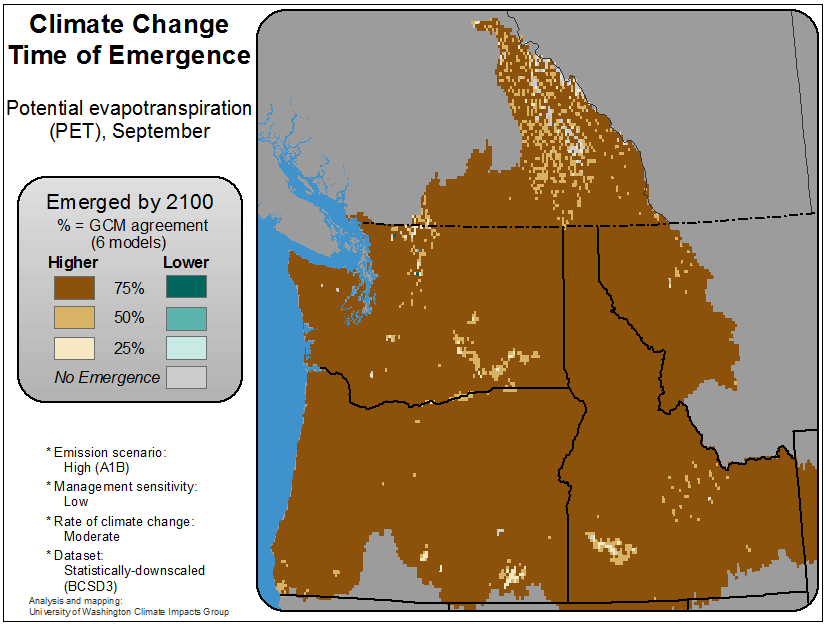 Climate Change
Time of Emergence
Potential evapotranspiration
(PET), September
Emerged by 2100
% = GCM agreement
(6 models)
Higher Lower
75%
50%
25%
No Emergence
* Emission scenario:
High (A1B)
* Management sensitivity:
Low
* Rate of climate change:
Moderate
* Dataset:
Statistically-downscaled
(BCSD3)
Analysis and mapping:
University of Washington Climate Impacts Group